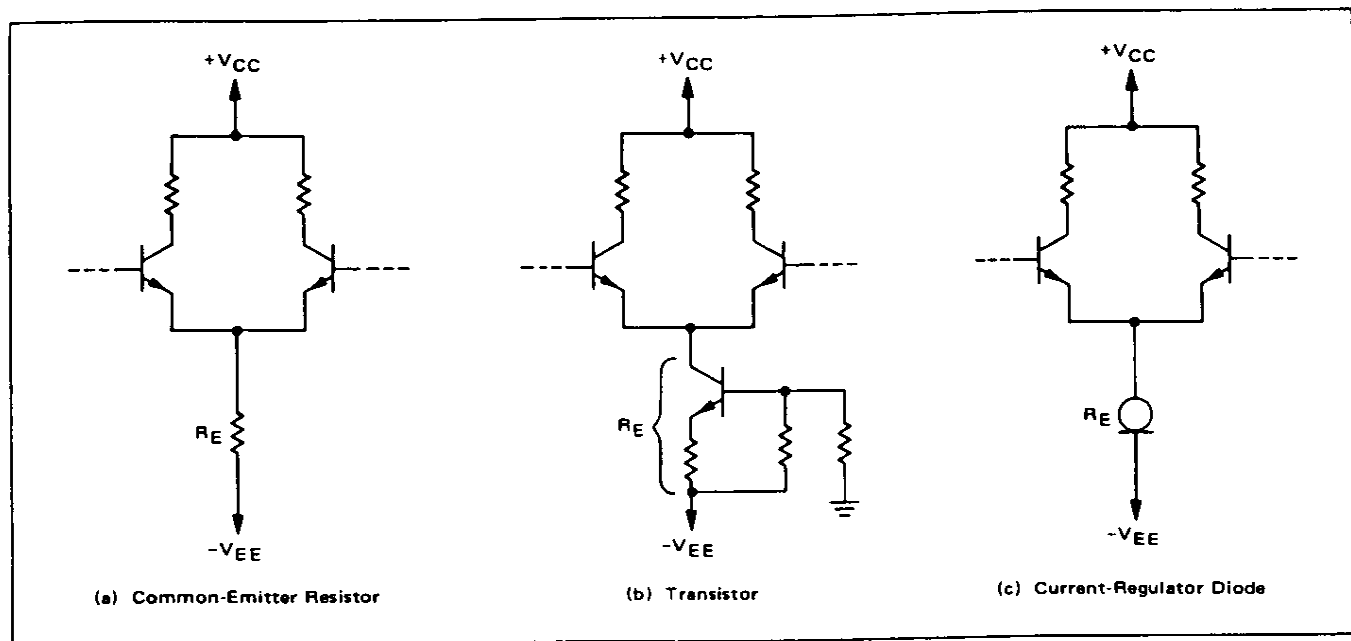 +VCC
+VCC
+VCC
RE
RE
RE
-VEE
-VEE
-VEE
(a) Common-Emitter Resistor
(b) Transistor
(c) Current-Regulator Diode